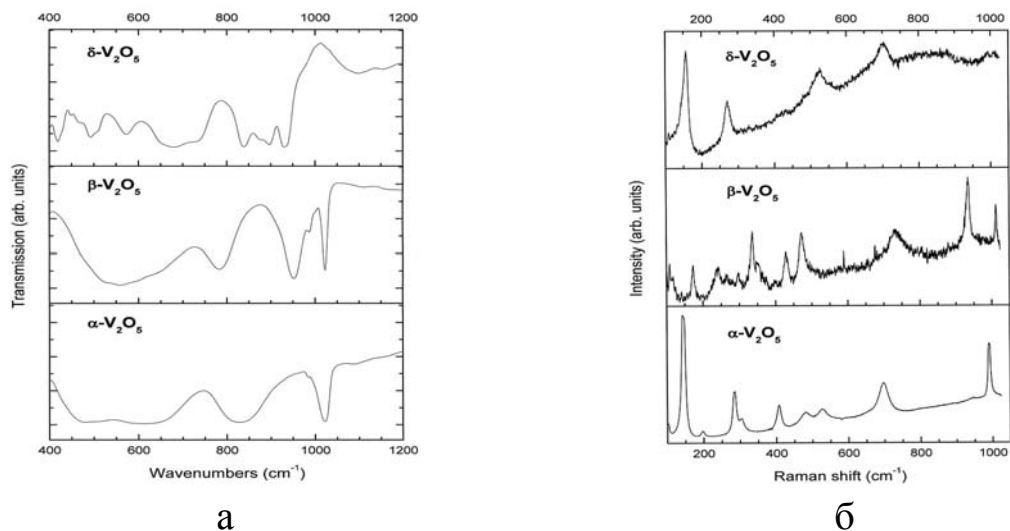 400 600 800 1000 1200
δ-V₂O₅
β-V₂O₅
α-V₂O₅
Transmission (arb. units)
400 600 800 1000 1200
Wavenumbers (cm⁻¹)
а
200 400 600 800 1000
δ-V₂O₅
β-V₂O₅
α-V₂O₅
Intensity (arb. units)
200 400 600 800 1000
Raman shift (cm⁻¹)
б